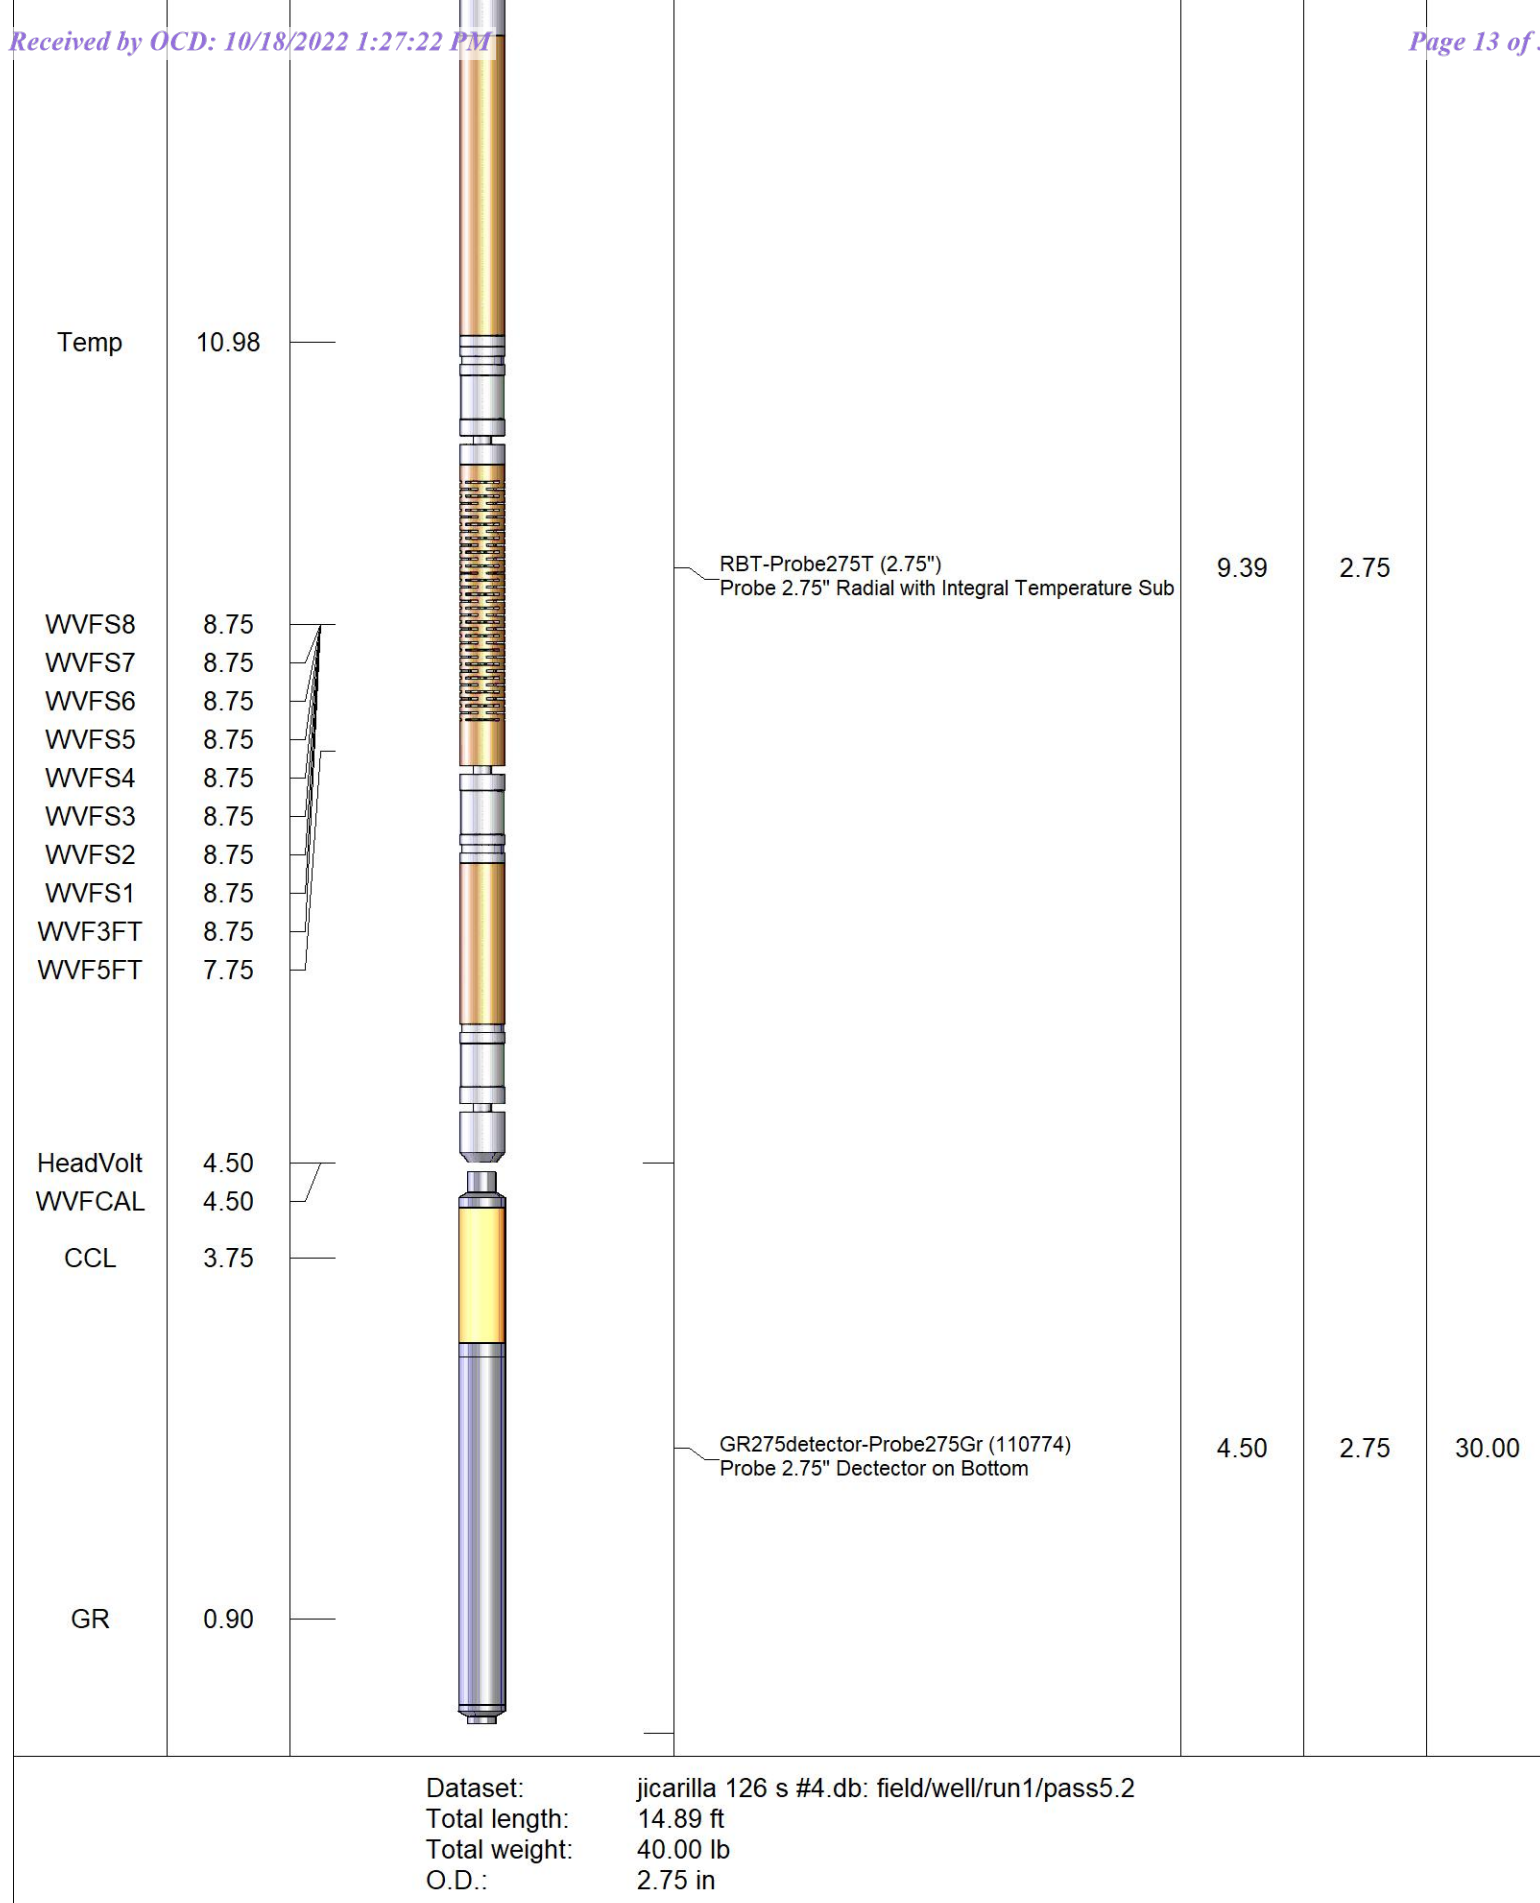 Received by OCD: 10/18/2022 1:27:22 PM
Page 13 of
Temp 10.98
RBT-Probe275T (2.75") 9.39 2.75
Probe 2.75" Radial with Integral Temperature Sub
WVFS8 8.75
WVFS7 8.75
WVFS6 8.75
WVFS5 8.75
WVFS4 8.75
WVFS3 8.75
WVFS2 8.75
WVFS1 8.75
WVF3FT 8.75
WVF5FT 7.75
HeadVolt 4.50
WVFCAL 4.50
CCL 3.75
GR275detector-Probe275Gr (110774) 4.50 2.75 30.00
Probe 2.75" Dectector on Bottom
GR 0.90
Dataset: jicarilla 126 s #4.db: field/well/run1/pass5.2
Total length: 14.89 ft
Total weight: 40.00 lb
O.D.: 2.75 in